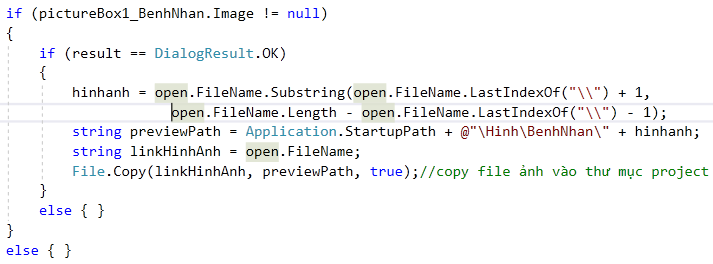 if (pictureBox1_BenhNhan.Image != null)
{
if (result == DialogResult.OK)
{
hinhanh = open.FileName.Substring(open.FileName.LastIndexOf("\\") + 1,
open.FileName.Length - open.FileName.LastIndexOf("\\") - 1);
string previewPath = Application.StartupPath + @"\Hinh\BenhNhan\" + hinhanh;
string linkHinhAnh = open.FileName;
File.Copy(linkHinhAnh, previewPath, true);//copy file ảnh vào thư mục project
}
else { }
}
else { }